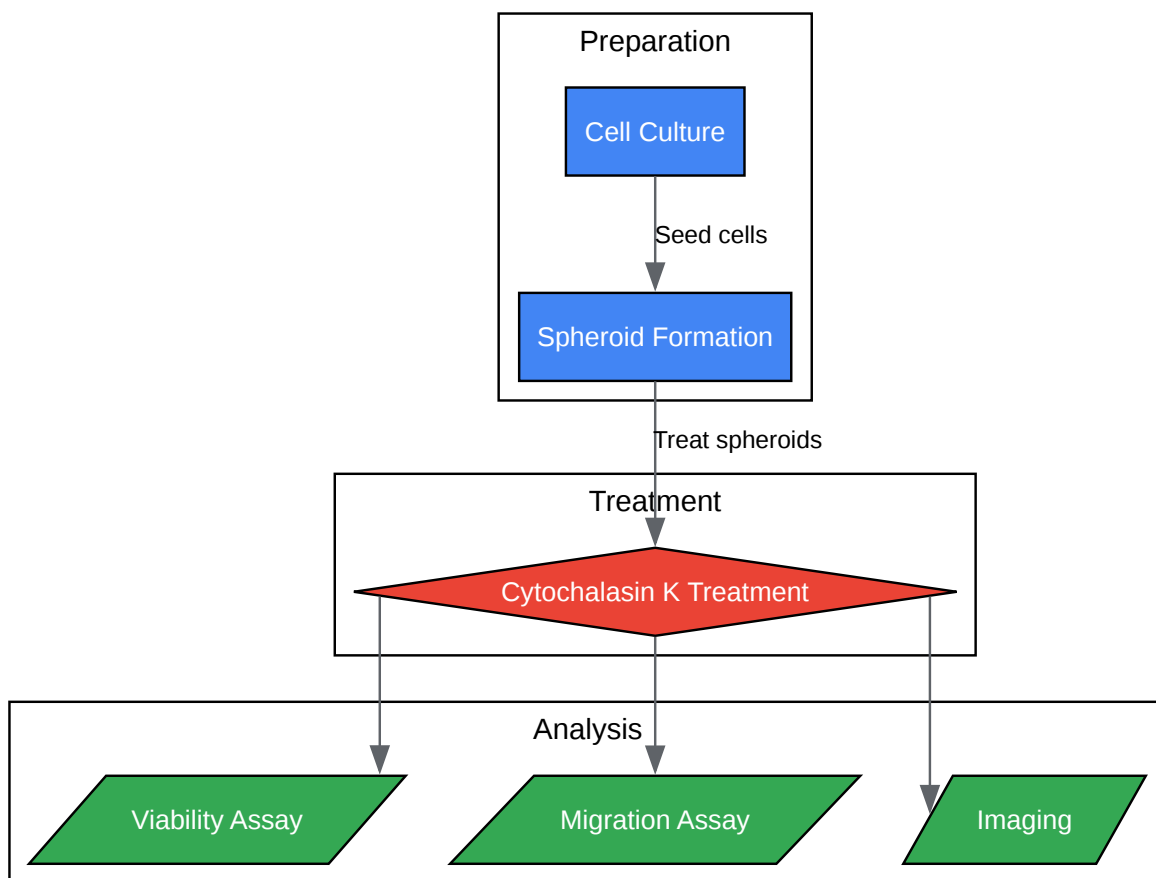 Preparation
Cell Culture
Seed cells
Spheroid Formation
Treat spheroids
Treatment
Cytochalasin K Treatment
Analysis
Viability Assay
Migration Assay
Imaging